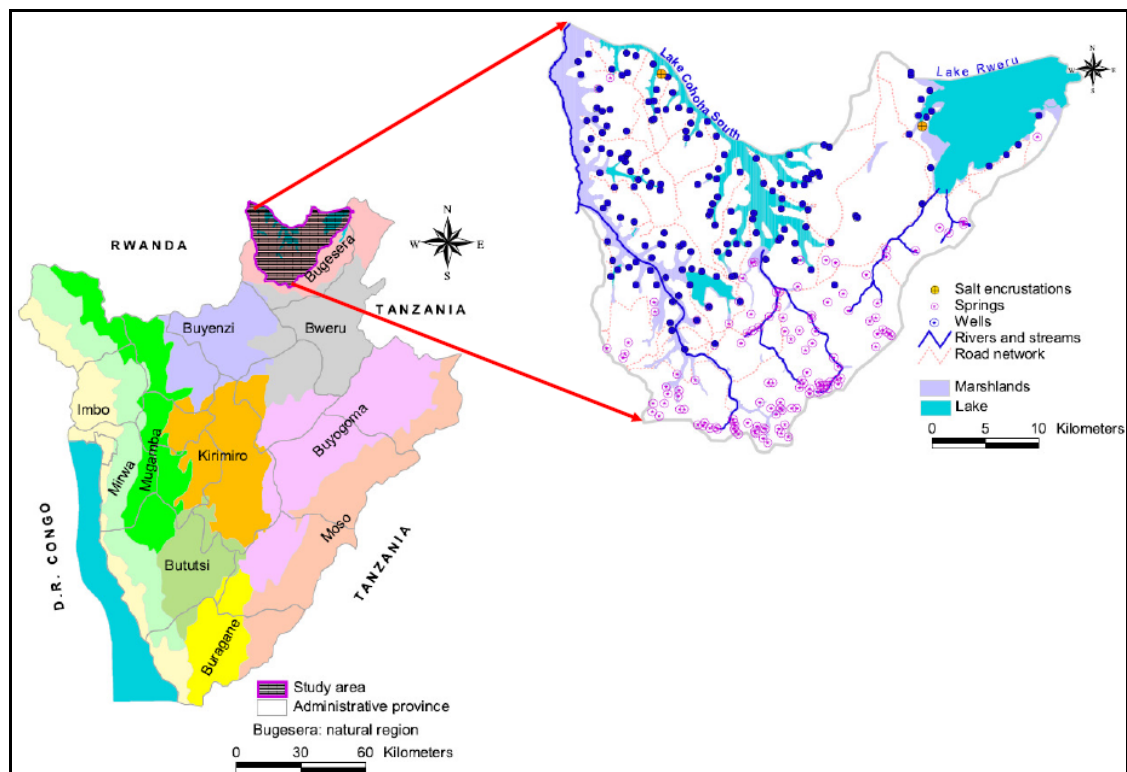 RWANDA
N
W
E
S
Bugesera
TANZANIA
Buyenzi
Bweru
Imbo
Mirwa
Mugamba
Kirimiro
Buyogoma
Moso
D.R. CONGO
TANZANIA
Bututsi
Buragane
Study area
Administrative province
Bugesera: natural region
0 30 60 Kilometers
Lake Cohoha South
Lake Rweru
N
W
E
S
Salt encrustations
Springs
Wells
Rivers and streams
Road network
Marshlands
Lake
0 5 10 Kilometers